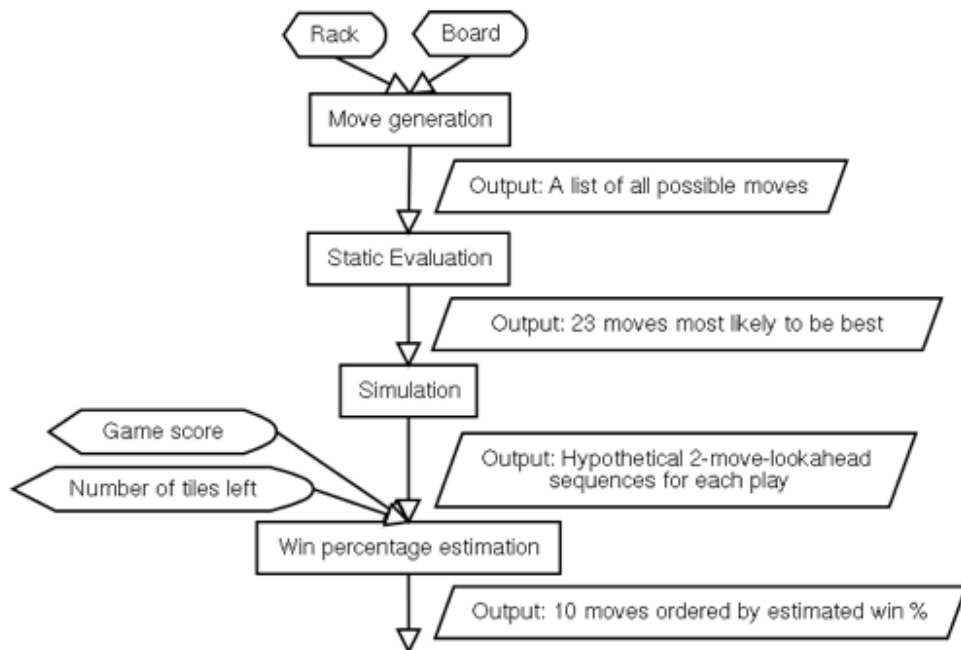 Rack
Board
Move generation
Output: A list of all possible moves
Static Evaluation
Output: 23 moves most likely to be best
Simulation
Game score
Output: Hypothetical 2-move-lookahead
sequences for each play
Number of tiles left
Win percentage estimation
Output: 10 moves ordered by estimated win %